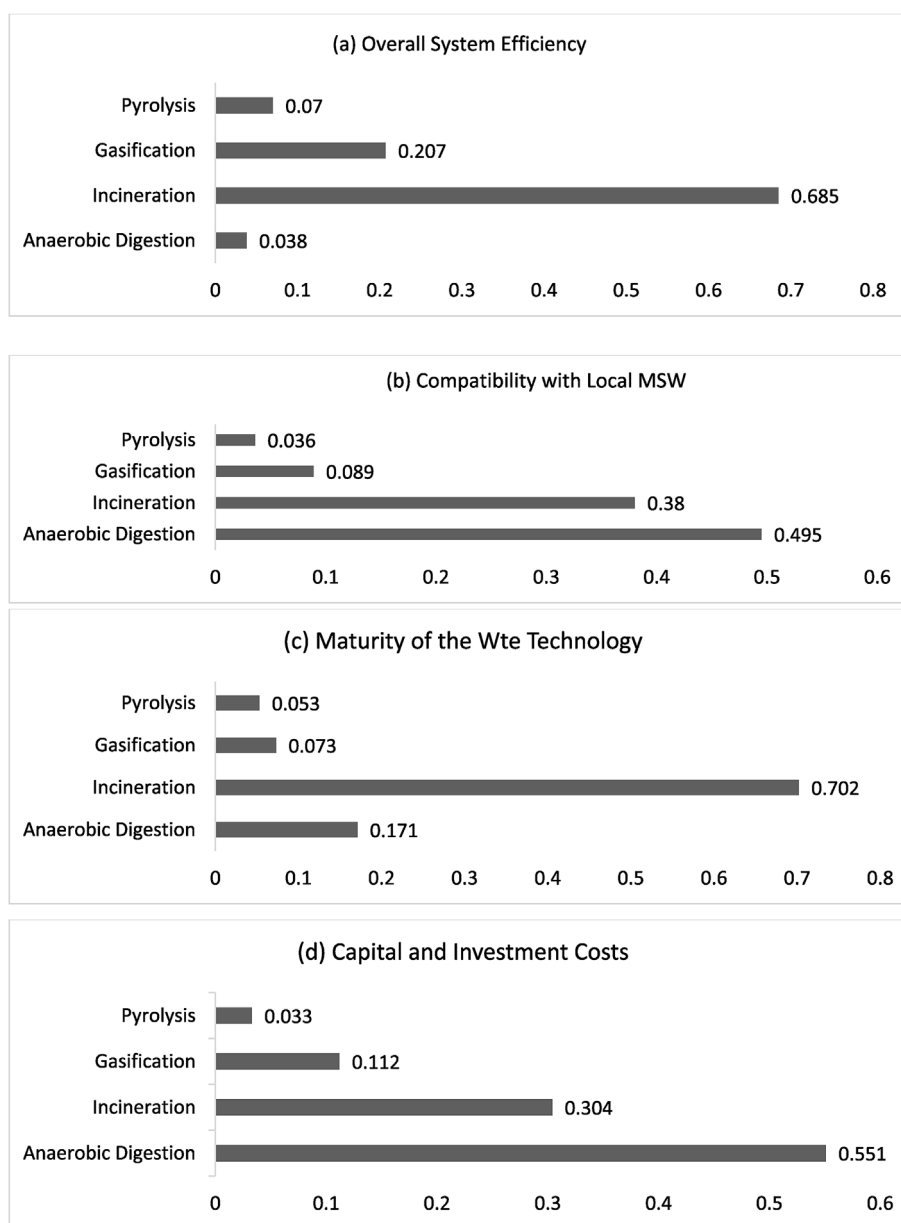 (a) Overall System Efficiency
Pyrolysis 0.07
Gasification 0.207
Incineration 0.685
Anaerobic Digestion 0.038
0 0.1 0.2 0.3 0.4 0.5 0.6 0.7 0.8
(b) Compatibility with Local MSW
Pyrolysis 0.036
Gasification 0.089
Incineration 0.38
Anaerobic Digestion 0.495
0 0.1 0.2 0.3 0.4 0.5 0.6
(c) Maturity of the Wte Technology
Pyrolysis 0.053
Gasification 0.073
Incineration 0.702
Anaerobic Digestion 0.171
0 0.1 0.2 0.3 0.4 0.5 0.6 0.7 0.8
(d) Capital and Investment Costs
Pyrolysis 0.033
Gasification 0.112
Incineration 0.304
Anaerobic Digestion 0.551
0 0.1 0.2 0.3 0.4 0.5 0.6